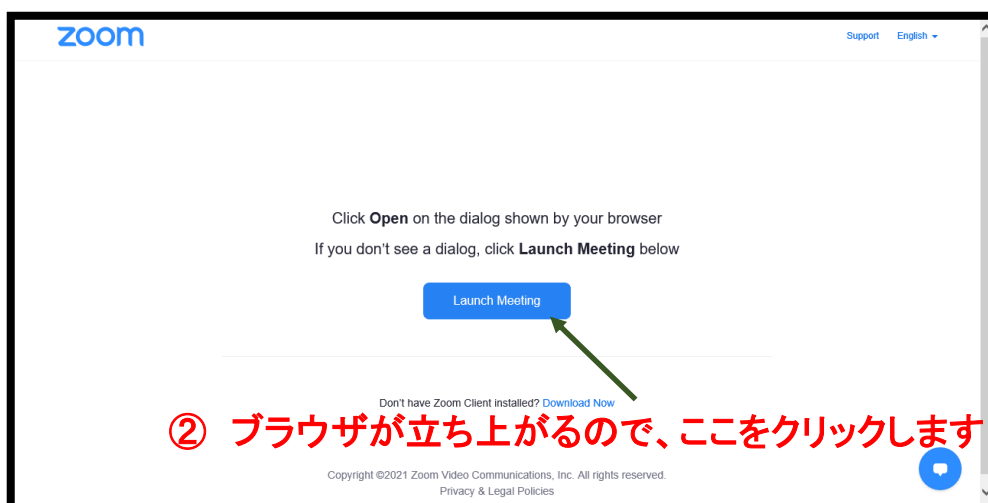 zoom
Support English
Click Open on the dialog shown by your browser
If you don't see a dialog, click Launch Meeting below
Launch Meeting
Don't have Zoom Client installed? Download Now
② ブラウザが立ち上がるので、ここをクリックします
Copyright ©2021 Zoom Video Communications, Inc. All rights reserved.
Privacy & Legal Policies